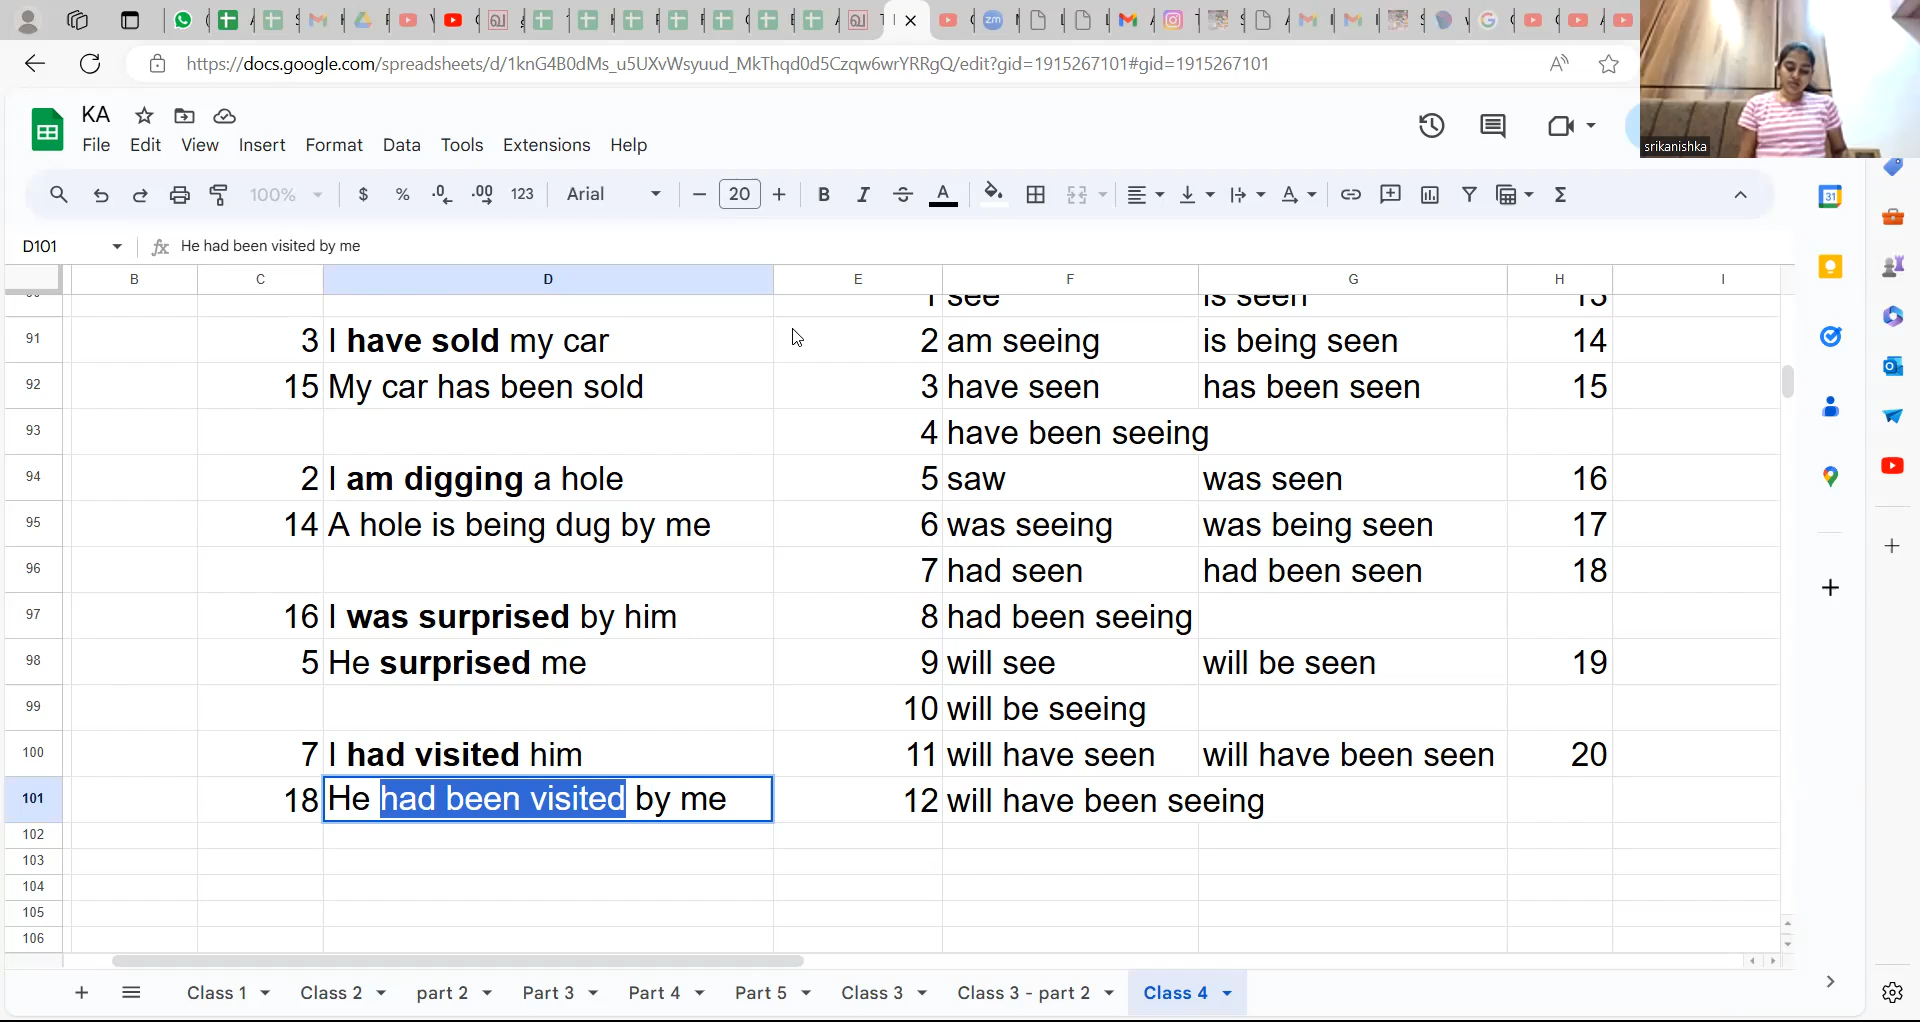 https://docs.google.com/spreadsheets/d/1knG4B0dMs_u5UXvWsyuud_MkThqd0d5Czqw6wrYRRgQ/edit?gid=1915267101#gid=1915267101
srikanishka
KA
File Edit View Insert Format Data Tools Extensions Help
100% $ % .0 .00 123 Arial 20
D101 He had been visited by me
B C D E F G H I
1 see is seen 13
91 3 I have sold my car 2 am seeing is being seen 14
92 15 My car has been sold 3 have seen has been seen 15
93 4 have been seeing
94 2 I am digging a hole 5 saw was seen 16
95 14 A hole is being dug by me 6 was seeing was being seen 17
96 7 had seen had been seen 18
97 16 I was surprised by him 8 had been seeing
98 5 He surprised me 9 will see will be seen 19
99 10 will be seeing
100 7 I had visited him 11 will have seen will have been seen 20
101 18 He had been visited by me 12 will have been seeing
102
103
104
105
106
Class 1 Class 2 part 2 Part 3 Part 4 Part 5 Class 3 Class 3 - part 2 Class 4